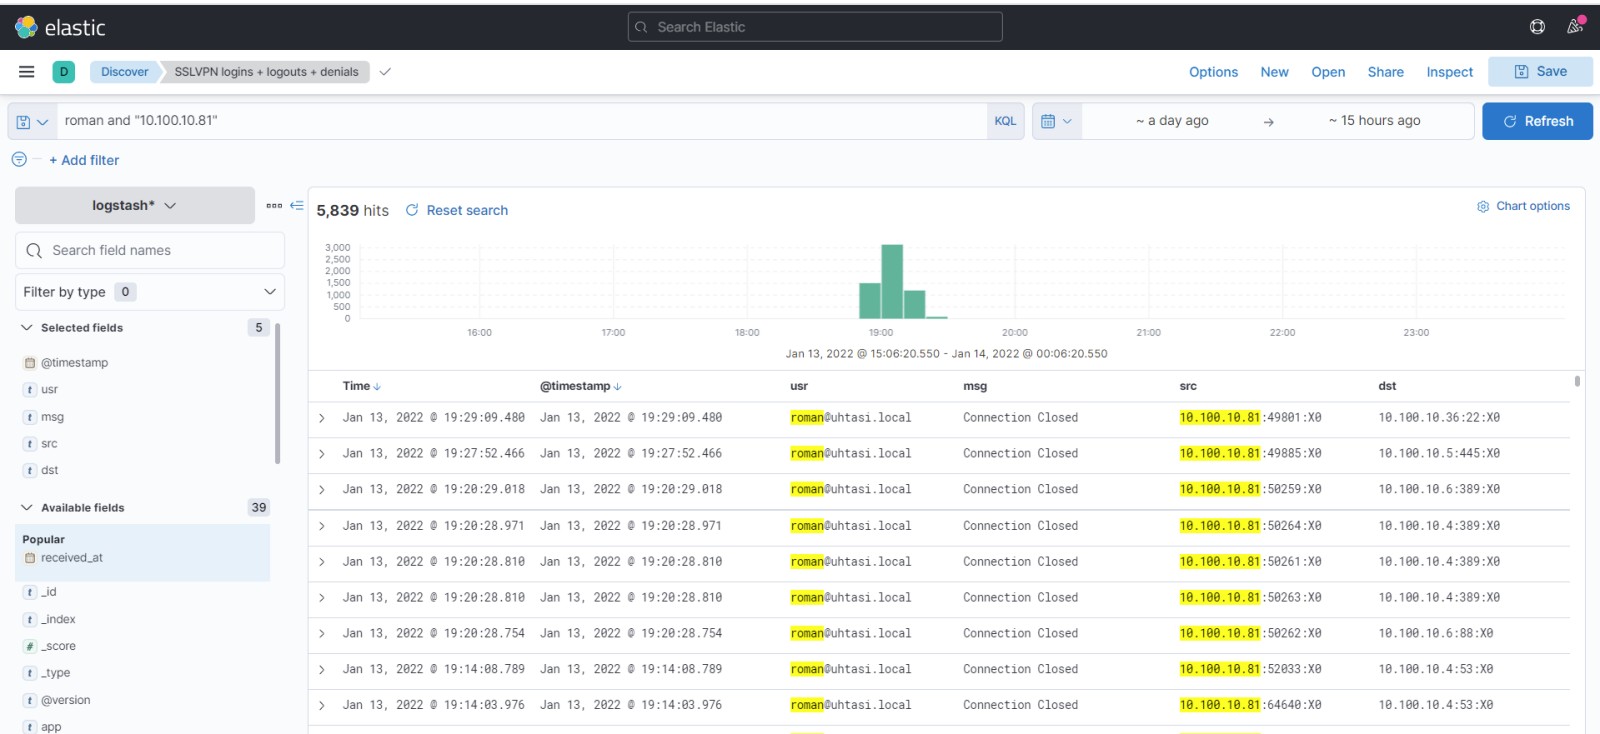 elastic
Search Elastic
D Discover SSLVPN logins + logouts + denials Options New Open Share Inspect Save
roman and "10.100.10.81" KQL ~ a day ago → ~ 15 hours ago Refresh
+ Add filter
logstash*
5,839 hits Reset search Chart options
Search field names
Filter by type 0
Selected fields 5
@timestamp
t usr
t msg
t src
t dst
Available fields 39
Popular
received_at
t _id
t _index
# _score
t _type
t @version
t app
3,000
2,500
2,000
1,500
1,000
500
0
16:00 17:00 18:00 19:00 20:00 21:00 22:00 23:00
Jan 13, 2022 @ 15:06:20.550 - Jan 14, 2022 @ 00:06:20.550
Time @timestamp usr msg src dst
Jan 13, 2022 @ 19:29:09.480 Jan 13, 2022 @ 19:29:09.480 roman@uhtasi.local Connection Closed 10.100.10.81:49801:X0 10.100.10.36:22:X0
Jan 13, 2022 @ 19:27:52.466 Jan 13, 2022 @ 19:27:52.466 roman@uhtasi.local Connection Closed 10.100.10.81:49885:X0 10.100.10.5:445:X0
Jan 13, 2022 @ 19:20:29.018 Jan 13, 2022 @ 19:20:29.018 roman@uhtasi.local Connection Closed 10.100.10.81:50259:X0 10.100.10.6:389:X0
Jan 13, 2022 @ 19:20:28.971 Jan 13, 2022 @ 19:20:28.971 roman@uhtasi.local Connection Closed 10.100.10.81:50264:X0 10.100.10.4:389:X0
Jan 13, 2022 @ 19:20:28.810 Jan 13, 2022 @ 19:20:28.810 roman@uhtasi.local Connection Closed 10.100.10.81:50261:X0 10.100.10.4:389:X0
Jan 13, 2022 @ 19:20:28.810 Jan 13, 2022 @ 19:20:28.810 roman@uhtasi.local Connection Closed 10.100.10.81:50263:X0 10.100.10.4:389:X0
Jan 13, 2022 @ 19:20:28.754 Jan 13, 2022 @ 19:20:28.754 roman@uhtasi.local Connection Closed 10.100.10.81:50262:X0 10.100.10.6:88:X0
Jan 13, 2022 @ 19:14:08.789 Jan 13, 2022 @ 19:14:08.789 roman@uhtasi.local Connection Closed 10.100.10.81:52033:X0 10.100.10.4:53:X0
Jan 13, 2022 @ 19:14:03.976 Jan 13, 2022 @ 19:14:03.976 roman@uhtasi.local Connection Closed 10.100.10.81:64640:X0 10.100.10.4:53:X0